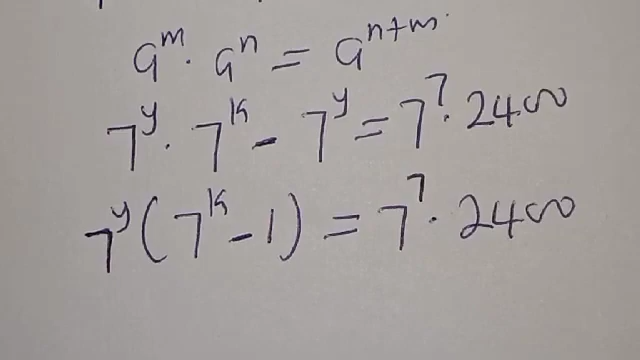 a^m · a^n = a^{n+m}.
7^y · 7^k - 7^y = 7^7 · 2400
7^y (7^k - 1) = 7^7 · 2400